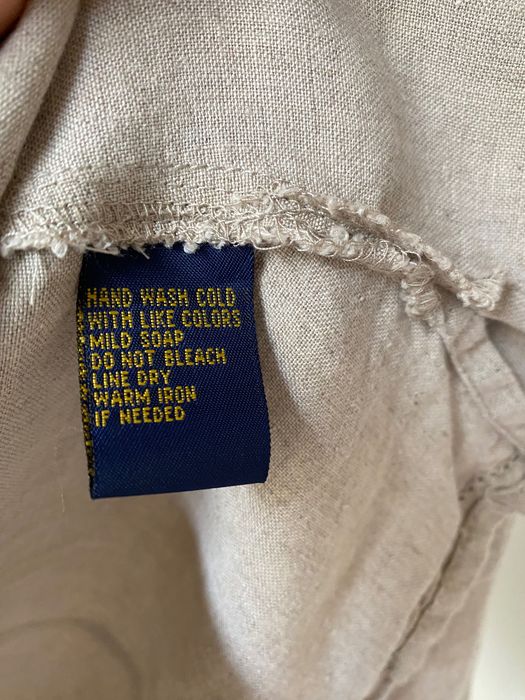 HAND WASH COLD
WITH LIKE COLORS
MILD SOAP
DO NOT BLEACH
LINE DRY
WARM IRON
IF NEEDED